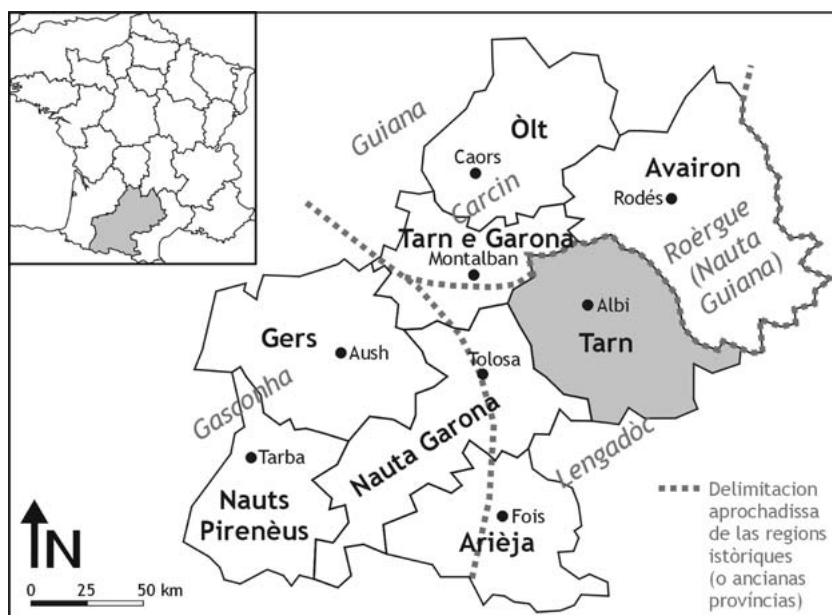 Guiana
Òlt
Caors
Carcin
Avairon
Rodés
Roèrgue
(Nauta
Guiana)
Tarn e Garona
Montalban
Albi
Tarn
Gers
Aush
Gasconha
Tolosa
Nauta Garona
Lengadòc
Tarba
Nauts
Pirenèus
Fois
Arièja
N
0 25 50 km
Delimitacion
aprochadissa
de las regions
istòriques
(o ancianas
províncias)